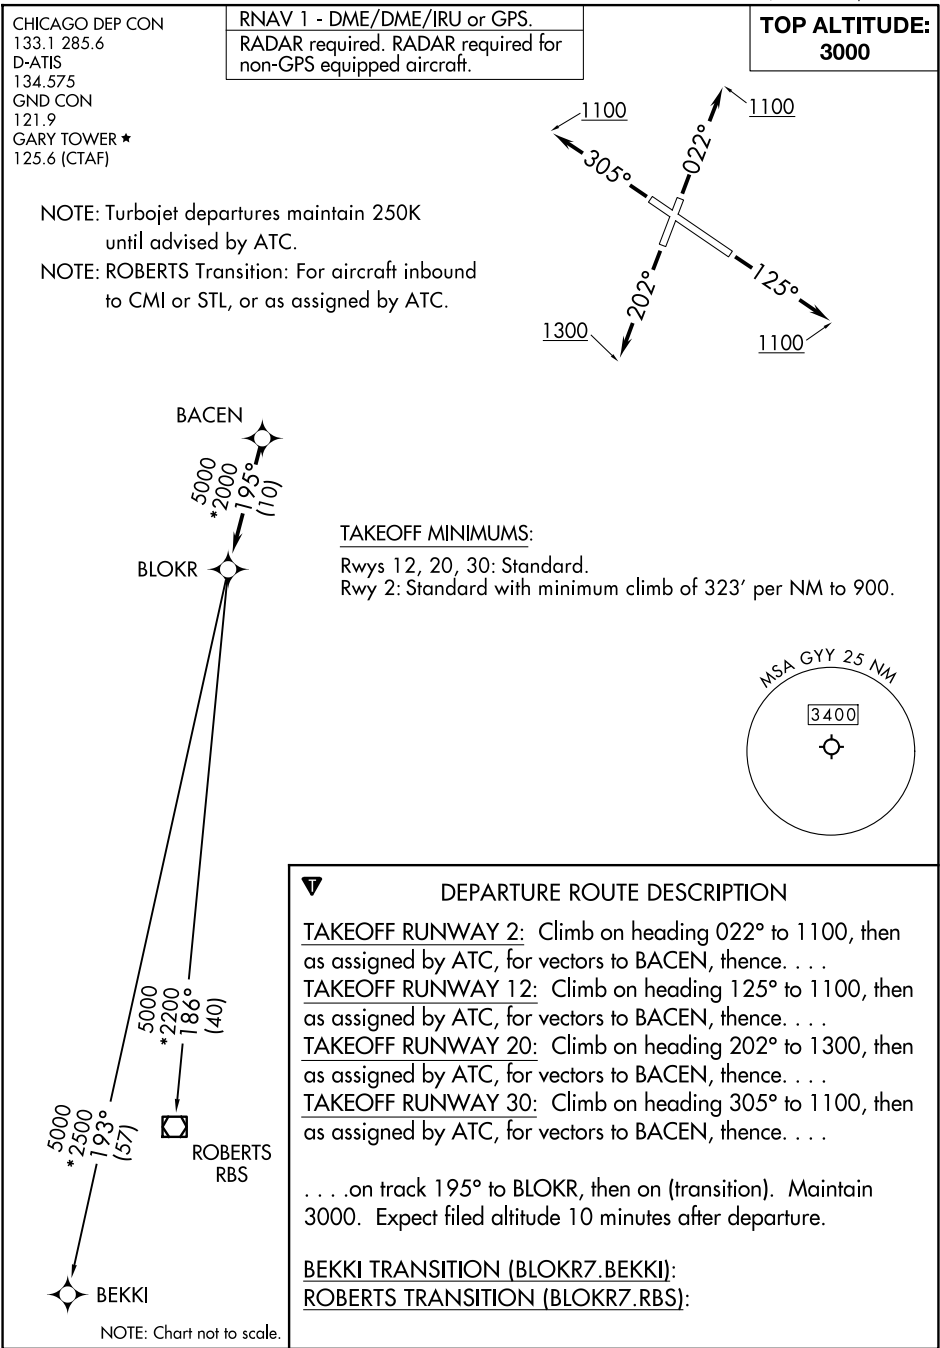 CHICAGO DEP CON
133.1 285.6
D-ATIS
134.575
GND CON
121.9
GARY TOWER ★
125.6 (CTAF)
RNAV 1 - DME/DME/IRU or GPS.
RADAR required. RADAR required for
non-GPS equipped aircraft.
TOP ALTITUDE:
3000
NOTE: Turbojet departures maintain 250K
until advised by ATC.
NOTE: ROBERTS Transition: For aircraft inbound
to CMI or STL, or as assigned by ATC.
1100
1100
305°
022°
202°
125°
1300
1100
BACEN
5000
*2000
195°
(10)
BLOKR
TAKEOFF MINIMUMS:
Rwys 12, 20, 30: Standard.
Rwy 2: Standard with minimum climb of 323' per NM to 900.
MSA GYY 25 NM
3400
5000
*2200
186°
(40)
5000
*2500
193°
(57)
ROBERTS
RBS
BEKKI
NOTE: Chart not to scale.
T
DEPARTURE ROUTE DESCRIPTION
TAKEOFF RUNWAY 2: Climb on heading 022° to 1100, then
as assigned by ATC, for vectors to BACEN, thence. . . .
TAKEOFF RUNWAY 12: Climb on heading 125° to 1100, then
as assigned by ATC, for vectors to BACEN, thence. . . .
TAKEOFF RUNWAY 20: Climb on heading 202° to 1300, then
as assigned by ATC, for vectors to BACEN, thence. . . .
TAKEOFF RUNWAY 30: Climb on heading 305° to 1100, then
as assigned by ATC, for vectors to BACEN, thence. . . .
. . . .on track 195° to BLOKR, then on (transition). Maintain
3000. Expect filed altitude 10 minutes after departure.
BEKKI TRANSITION (BLOKR7.BEKKI):
ROBERTS TRANSITION (BLOKR7.RBS):